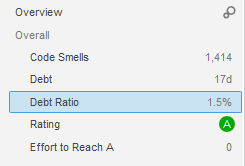 Overview
Overall
Code Smells 1,414
Debt 17d
Debt Ratio 1.5%
Rating A
Effort to Reach A 0